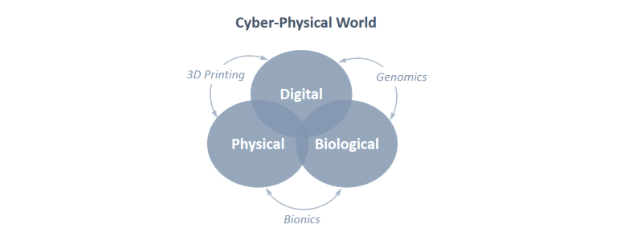 Cyber-Physical World
3D Printing
Genomics
Digital
Physical
Biological
Bionics